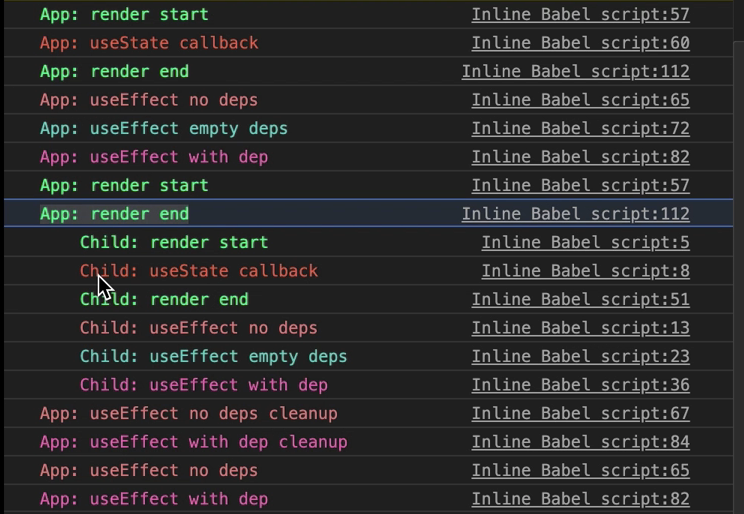 App: render start Inline Babel script:57
App: useState callback Inline Babel script:60
App: render end Inline Babel script:112
App: useEffect no deps Inline Babel script:65
App: useEffect empty deps Inline Babel script:72
App: useEffect with dep Inline Babel script:82
App: render start Inline Babel script:57
App: render end Inline Babel script:112
Child: render start Inline Babel script:5
Child: useState callback Inline Babel script:8
Child: render end Inline Babel script:51
Child: useEffect no deps Inline Babel script:13
Child: useEffect empty deps Inline Babel script:23
Child: useEffect with dep Inline Babel script:36
App: useEffect no deps cleanup Inline Babel script:67
App: useEffect with dep cleanup Inline Babel script:84
App: useEffect no deps Inline Babel script:65
App: useEffect with dep Inline Babel script:82